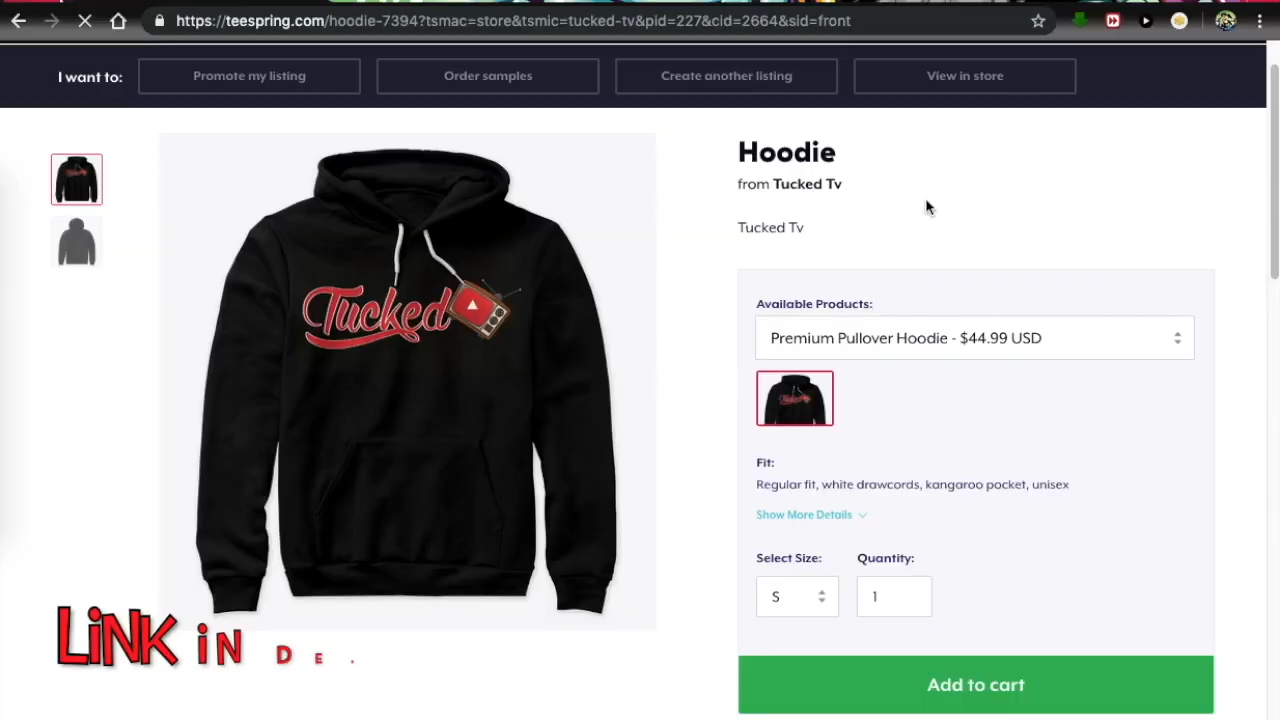 https://teespring.com/hoodie-7394?tsmac=store&tsmic=tucked-tv&pid=227&cid=2664&sid=front
I want to:
Promote my listing
Order samples
Create another listing
View in store
Hoodie
from Tucked Tv
Tucked Tv
Tucked
Available Products:
Premium Pullover Hoodie - $44.99 USD
Fit:
Regular fit, white drawcords, kangaroo pocket, unisex
Show More Details
Select Size:
Quantity:
S
1
LiNK iN DE.
Add to cart